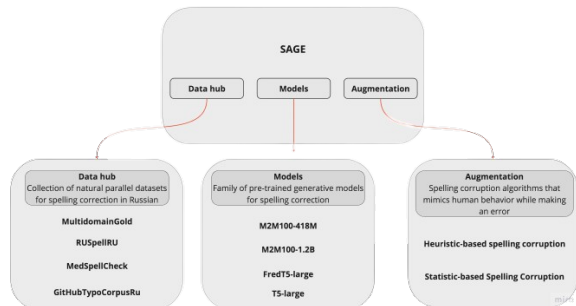 SAGE
Data hub
Models
Augmentation
Data hub
Collection of natural parallel datasets
for spelling correction in Russian
MultidomainGold
RUSpellRU
MedSpellCheck
GitHubTypoCorpusRu
Models
Family of pre-trained generative models
for spelling correction
M2M100-418M
M2M100-1.2B
FredT5-large
T5-large
Augmentation
Spelling corruption algorithms that
mimics human behavior while making
an error
Heuristic-based spelling corruption
Statistic-based Spelling Corruption
miro